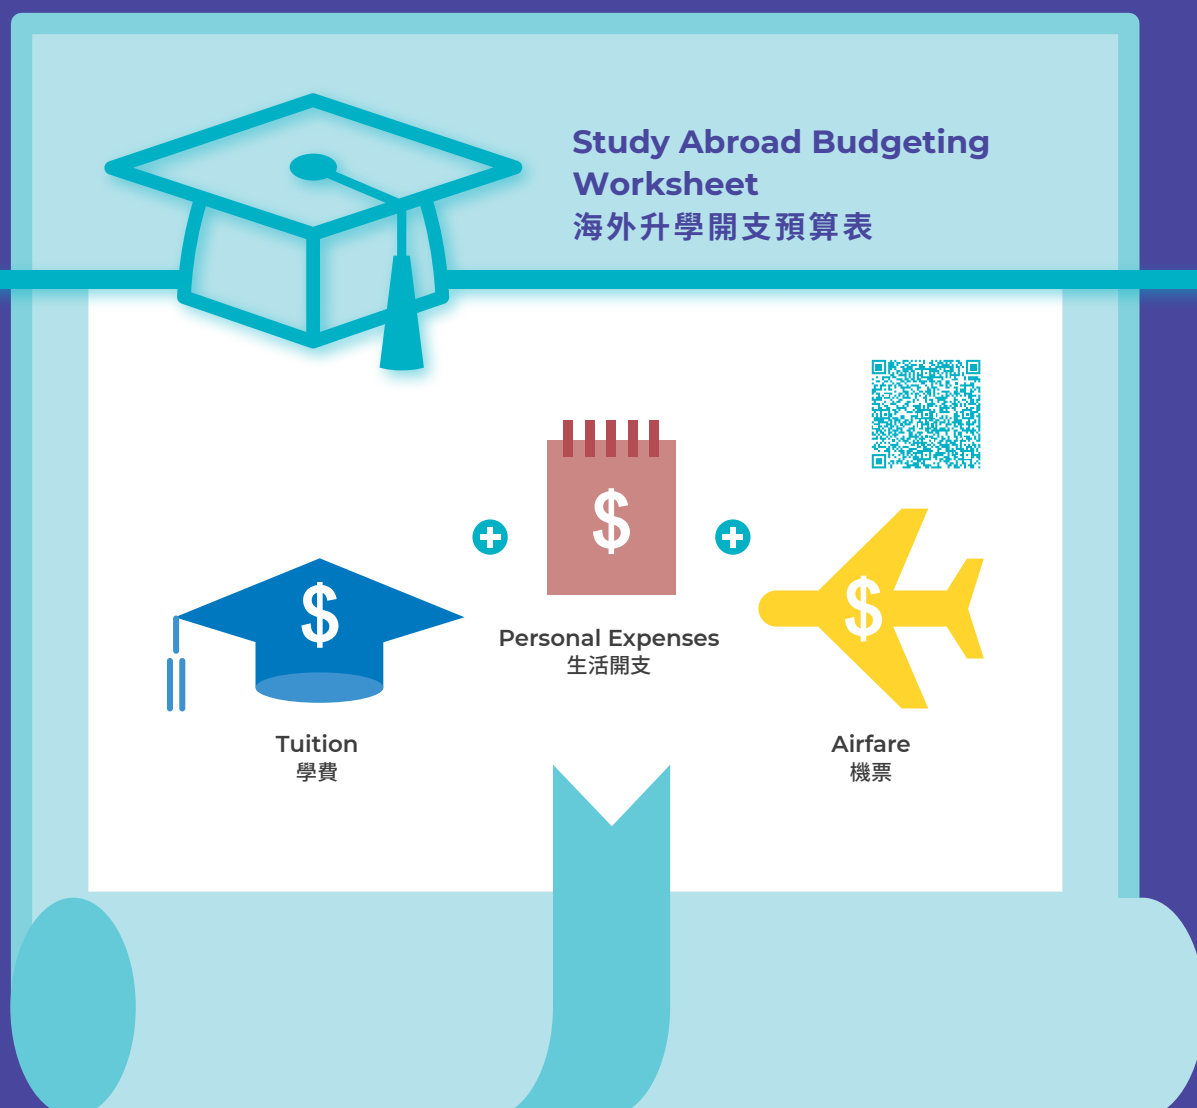 Study Abroad Budgeting
Worksheet
海外升學開支預算表
$
$
$
Personal Expenses
生活開支
Tuition
學費
Airfare
機票